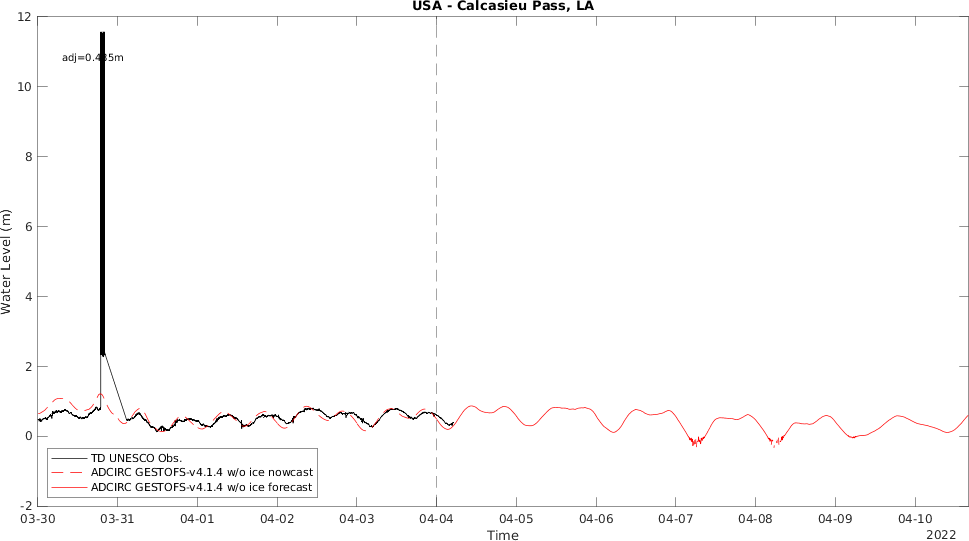 USA - Calcasieu Pass, LA
12
adj=0.435m
10
8
6
4
2
0
-2
Water Level (m)
TD UNESCO Obs.
ADCIRC GESTOFS-v4.1.4 w/o ice nowcast
ADCIRC GESTOFS-v4.1.4 w/o ice forecast
03-30 03-31 04-01 04-02 04-03 04-04 04-05 04-06 04-07 04-08 04-09 04-10
Time
2022